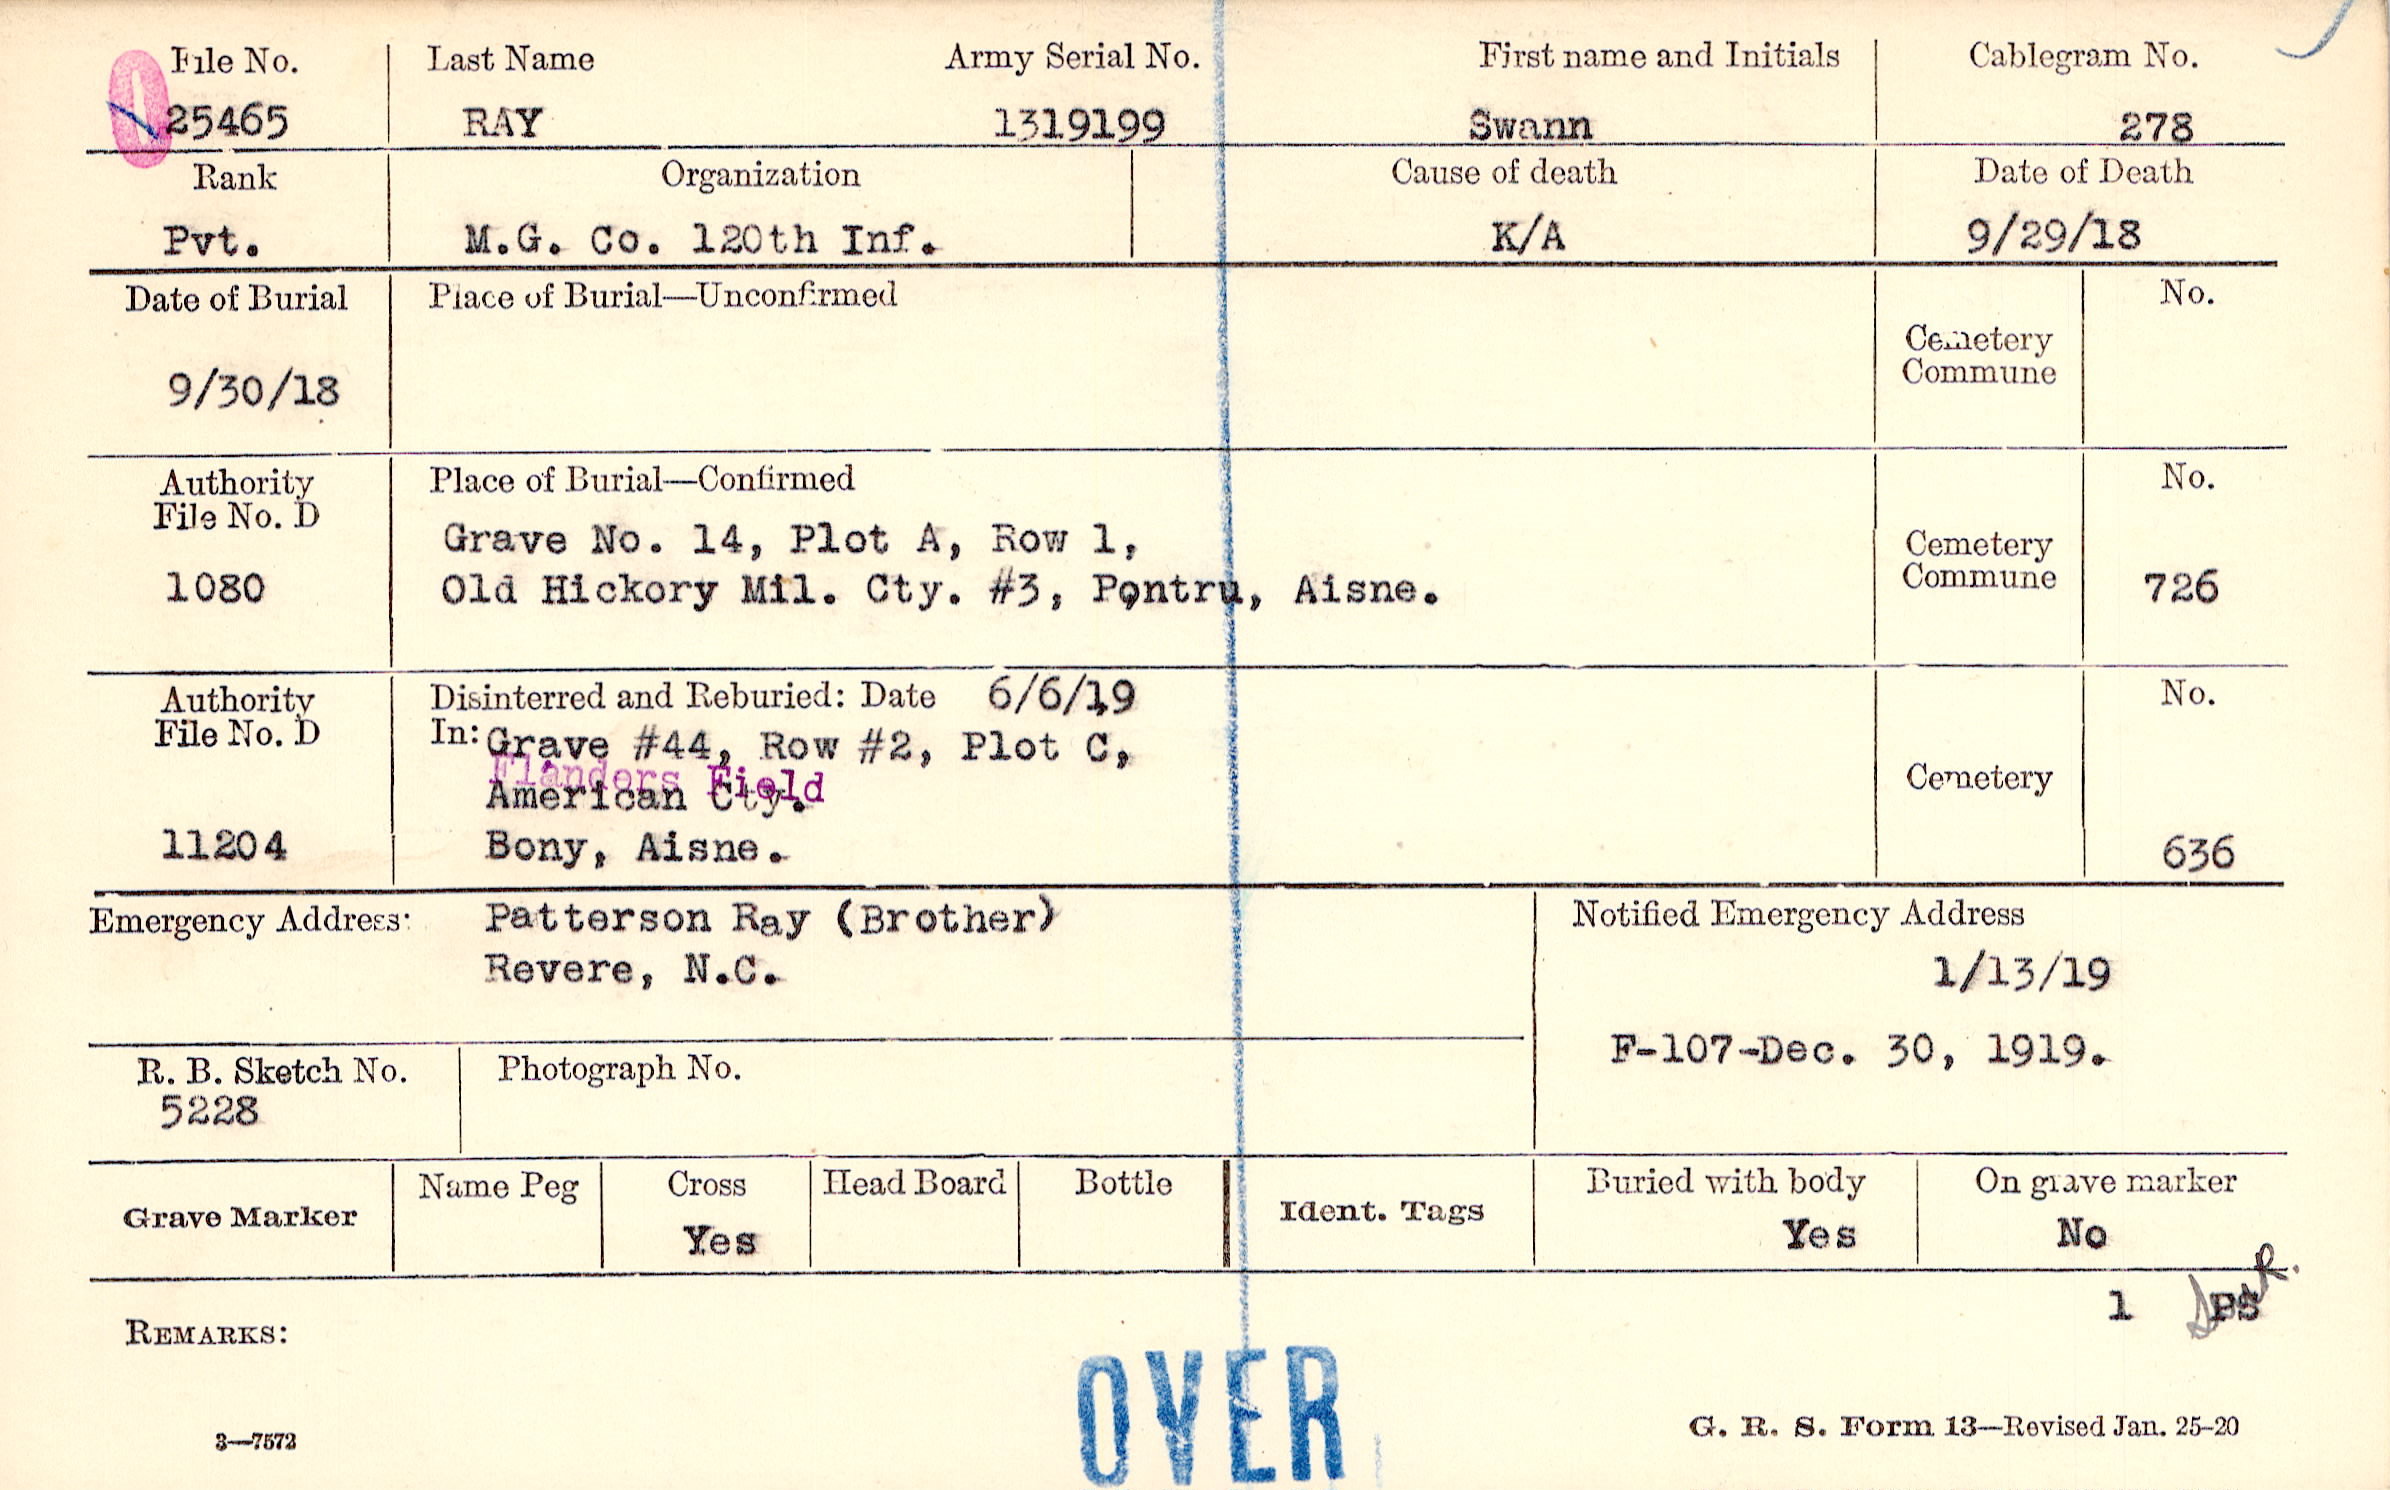 File No. Last Name Army Serial No. First name and Initials Cablegram No.
25465 RAY 1319199 Swann 278
Rank Organization Cause of death Date of Death
Pvt. M.G. Co. 120th Inf. K/A 9/29/18
Date of Burial Place of Burial—Unconfirmed No.
Cemetery
Commune
9/30/18
Authority Place of Burial—Confirmed No.
File No. D
Grave No. 14, Plot A, Row 1,
Cemetery
1080 Old Hickory Mil. Cty. #3, Pontru, Aisne. Commune 726
Authority Disinterred and Reburied: Date 6/6/19 No.
File No. D In: Grave #44, Row #2, Plot C,
Flanders Field
American Cty. Cemetery
11204 Bony, Aisne. 636
Emergency Address: Patterson Ray (Brother) Notified Emergency Address
Revere, N.C. 1/13/19
F-107-Dec. 30, 1919.
R. B. Sketch No. Photograph No.
5228
Grave Marker Name Peg Cross Head Board Bottle Ident. Tags Buried with body On grave marker
Yes Yes No
1 PS
REMARKS:
OVER
3—7572 G. R. S. Form 13—Revised Jan. 25-20